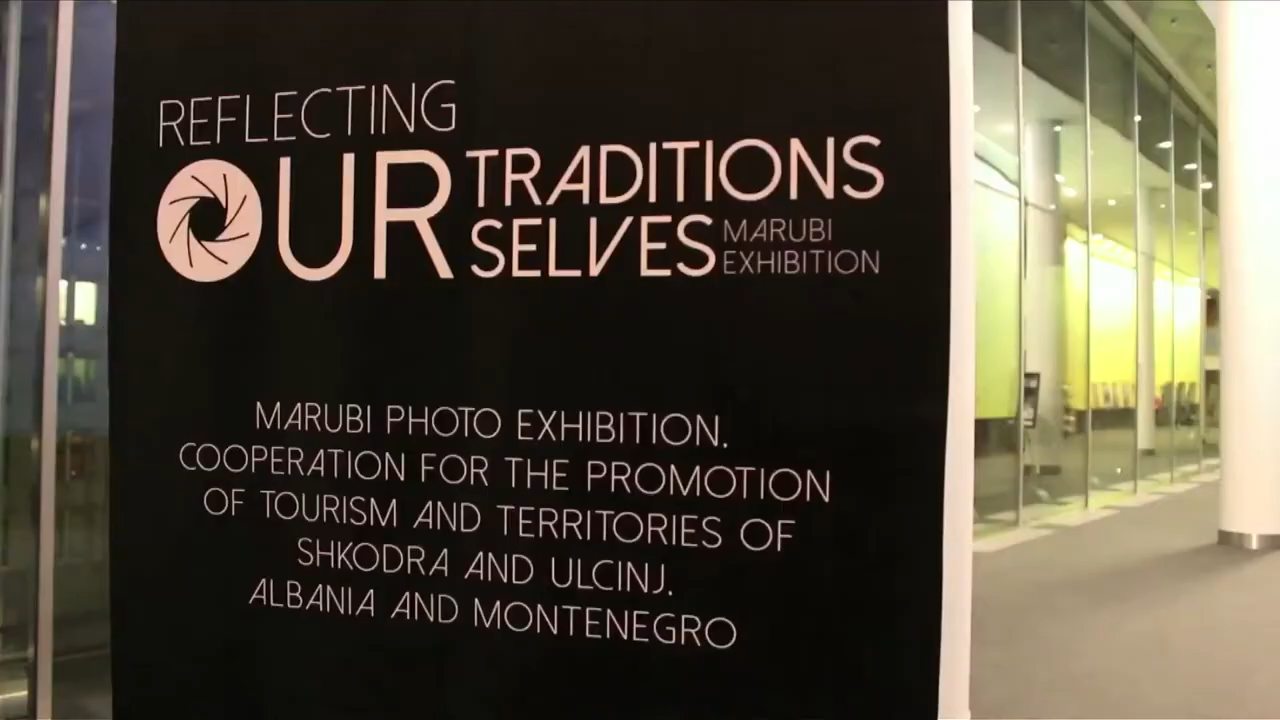 REFLECTING
OUR TRADITIONS
SELVES MARUBI
EXHIBITION
MARUBI PHOTO EXHIBITION.
COOPERATION FOR THE PROMOTION
OF TOURISM AND TERRITORIES OF
SHKODRA AND ULCINJ.
ALBANIA AND MONTENEGRO